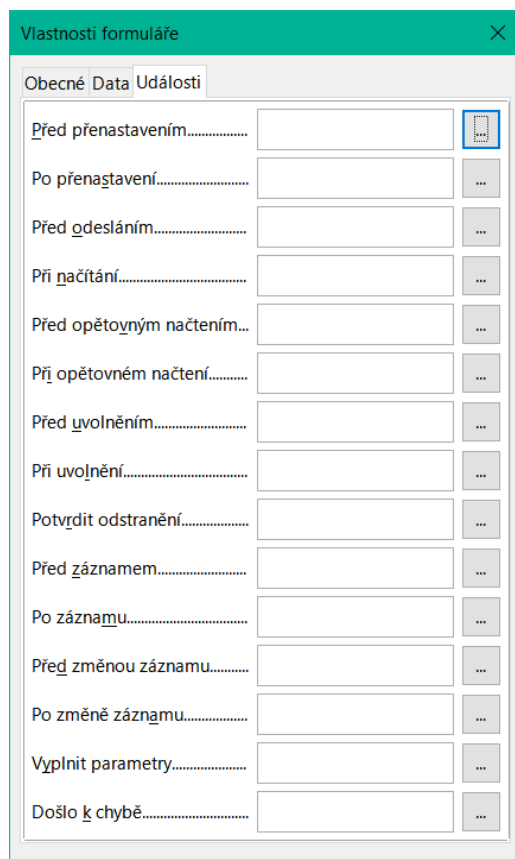 Vlastnosti formuláře
Obecné Data Události
Před přenastavením................. ...
Po přenastavení.......................... ...
Před odesláním.......................... ...
Při načítání.................................... ...
Před opětovným načtením... ...
Při opětovném načtení........... ...
Před uvolněním.......................... ...
Při uvolnění.................................. ...
Potvrdit odstranění.................. ...
Před záznamem......................... ...
Po záznamu.................................. ...
Před změnou záznamu........... ...
Po změně záznamu.................. ...
Vyplnit parametry..................... ...
Došlo k chybě.............................. ...